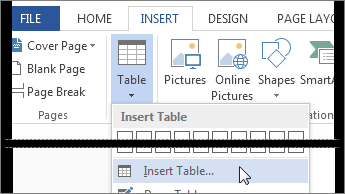 FILE HOME INSERT DESIGN PAGE LAYO
Cover Page
Blank Page
Page Break
Pages
Table
Pictures
Online
Pictures
Shapes
SmartA
Insert Table
Insert Table...